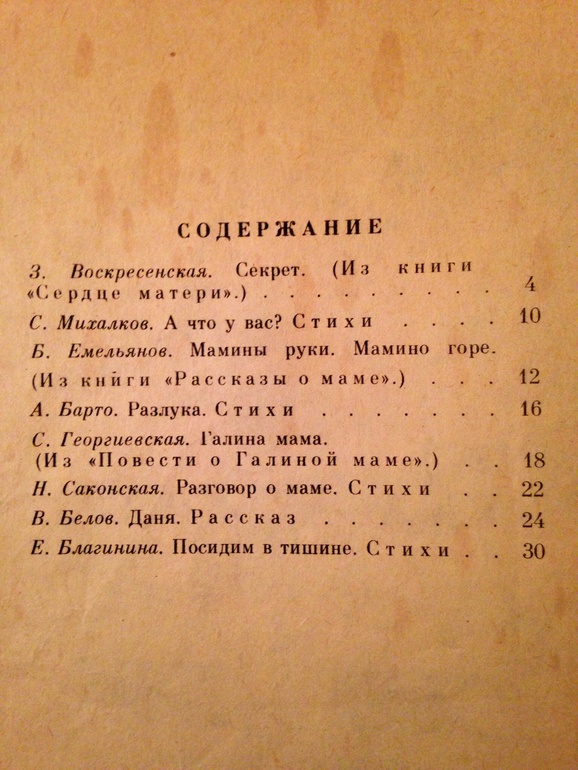 СОДЕРЖАНИЕ
З. Воскресенская. Секрет. (Из книги
«Сердце матери».) . . . . . . . . . 4
С. Михалков. А что у вас? Стихи . . . . 10
Б. Емельянов. Мамины руки. Мамино горе.
(Из книги «Рассказы о маме».) . . . 12
А. Барто. Разлука. Стихи . . . . . . . 16
С. Георгиевская. Галина мама.
(Из «Повести о Галиной маме».) . . 18
Н. Саконская. Разговор о маме. Стихи . . 22
В. Белов. Даня. Рассказ . . . . . . . 24
Е. Благинина. Посидим в тишине. Стихи . . 30